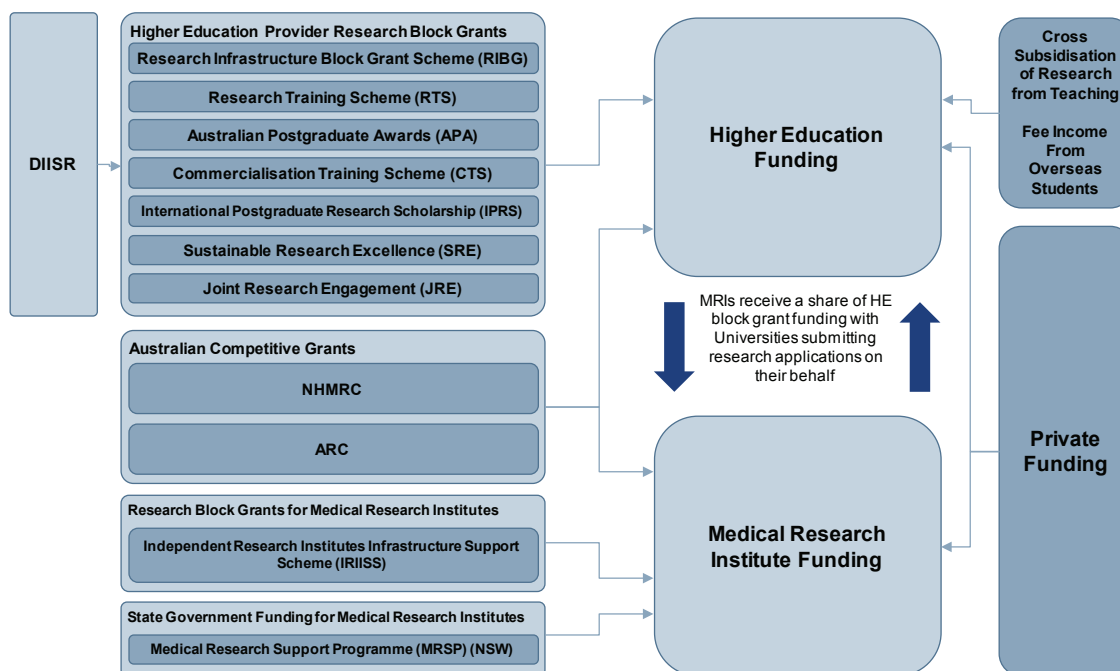 DIISR
Higher Education Provider Research Block Grants
Research Infrastructure Block Grant Scheme (RIBG)
Research Training Scheme (RTS)
Australian Postgraduate Awards (APA)
Commercialisation Training Scheme (CTS)
International Postgraduate Research Scholarship (IPRS)
Sustainable Research Excellence (SRE)
Joint Research Engagement (JRE)
Australian Competitive Grants
NHMRC
ARC
Research Block Grants for Medical Research Institutes
Independent Research Institutes Infrastructure Support
Scheme (IRIISS)
State Government Funding for Medical Research Institutes
Medical Research Support Programme (MRSP) (NSW)
Higher Education
Funding
MRIs receive a share of HE
block grant funding with
Universities submitting
research applications on
their behalf
Medical Research
Institute Funding
Cross
Subsidisation
of Research
from Teaching
Fee Income
From
Overseas
Students
Private
Funding